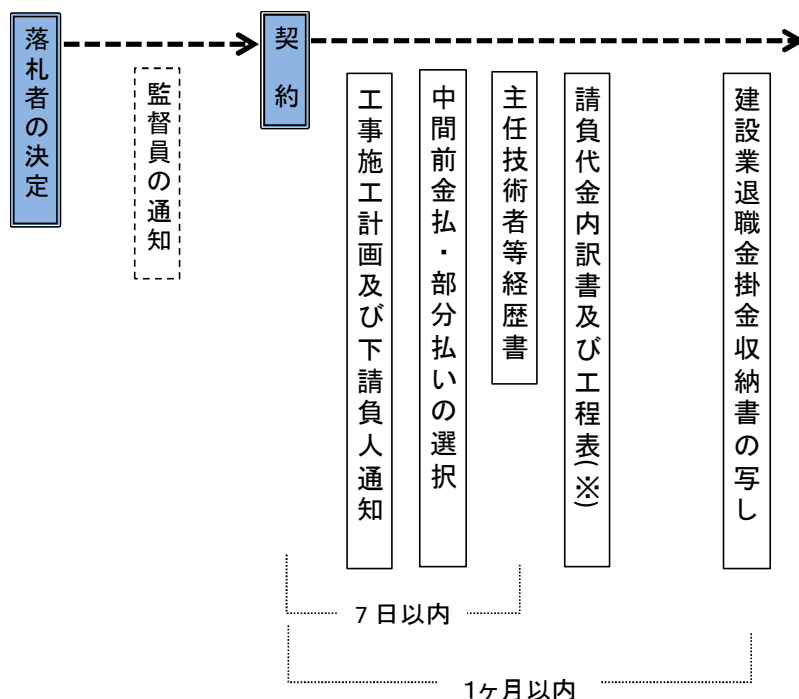 落札者の決定
監督員の通知
契約
工事施工計画及び下請負人通知
中間前金払・部分払いの選択
主任技術者等経歴書
請負代金内訳書及び工程表(※)
建設業退職金掛金収納書の写し
7日以内
1ヶ月以内